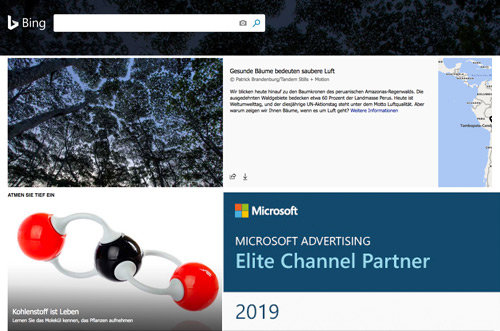 Bing
Gesunde Bäume bedeuten saubere Luft
© Patrick Brandenburg/Tandem Stills + Motion
Wir blicken heute hinauf zu den Baumkronen des peruanischen Amazonas-Regenwalds. Die
ausgedehnten Waldgebiete bedecken etwa 60 Prozent der Landmasse Perus. Heute ist
Weltumwelttag, und der diesjährige UN-Aktionstag steht unter dem Motto Luftqualität. Aber
warum zeigen wir Ihnen Bäume, wenn es um Luft geht? Weitere Informationen
ATMEN SIE TIEF EIN
Kohlenstoff ist Leben
Lernen Sie das Molekül kennen, das Pflanzen aufnehmen
Microsoft
MICROSOFT ADVERTISING
Elite Channel Partner
2019